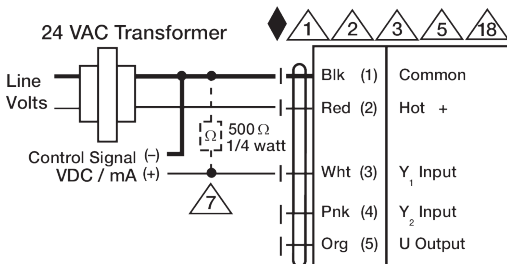 1 2 3 5 18
24 VAC Transformer
Line
Volts
Blk (1) Common
Red (2) Hot +
Ω 500 Ω
1/4 watt
Control Signal (–)
VDC / mA (+)
Wht (3) Y1 Input
7
Pnk (4) Y2 Input
Org (5) U Output